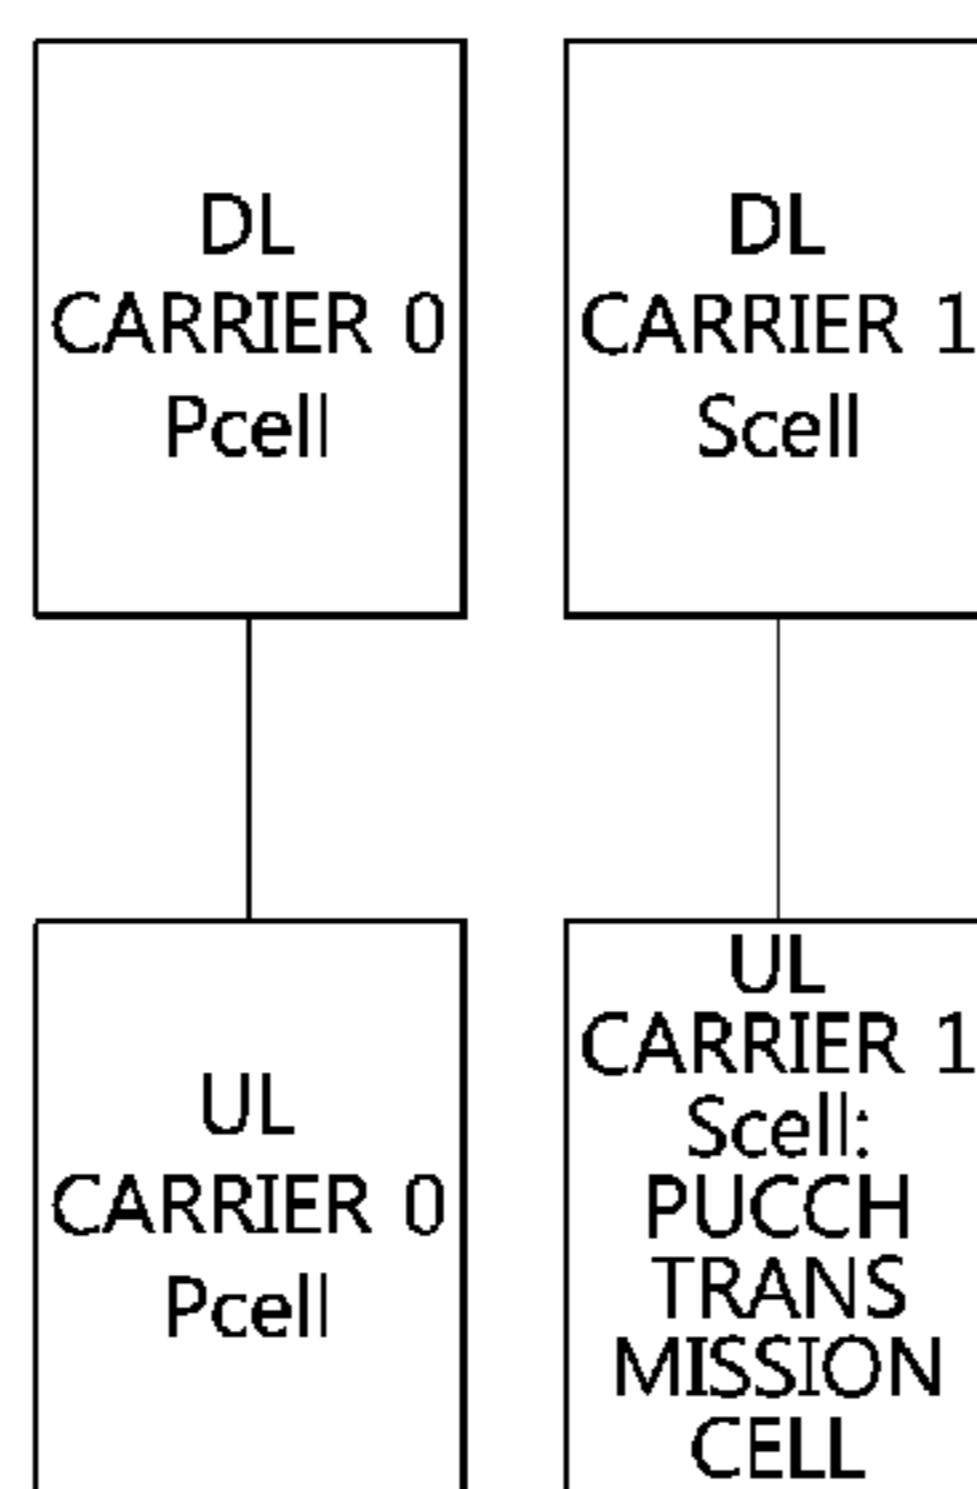 DL
CARRIER 0
Pcell
DL
CARRIER 1
Scell
UL
CARRIER 0
Pcell
UL
CARRIER 1
Scell:
PUCCH
TRANS
MISSION
CELL